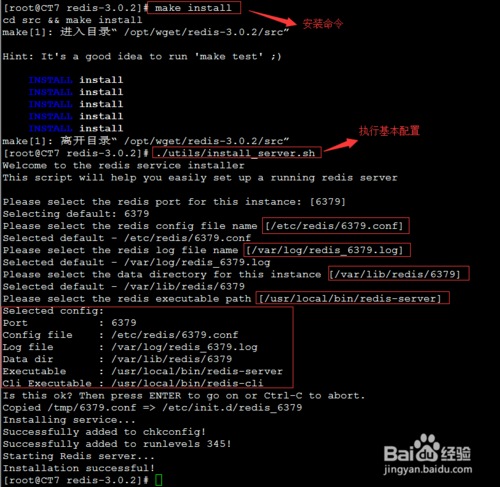 [root@CT7 redis-3.0.2]# make install
安装命令
cd src && make install
make[1]: 进入目录“ /opt/wget/redis-3.0.2/src”
Hint: It's a good idea to run 'make test' ;)
INSTALL install
INSTALL install
INSTALL install
INSTALL install
INSTALL install
make[1]: 离开目录“ /opt/wget/redis-3.0.2/src”
执行基本配置
[root@CT7 redis-3.0.2]# ./utils/install_server.sh
Welcome to the redis service installer
This script will help you easily set up a running redis server
Please select the redis port for this instance: [6379]
Selecting default: 6379
Please select the redis config file name [/etc/redis/6379.conf]
Selected default - /etc/redis/6379.conf
Please select the redis log file name [/var/log/redis_6379.log]
Selected default - /var/log/redis_6379.log
Please select the data directory for this instance [/var/lib/redis/6379]
Selected default - /var/lib/redis/6379
Please select the redis executable path [/usr/local/bin/redis-server]
Selected config:
Port : 6379
Config file : /etc/redis/6379.conf
Log file : /var/log/redis_6379.log
Data dir : /var/lib/redis/6379
Executable : /usr/local/bin/redis-server
Cli Executable : /usr/local/bin/redis-cli
Is this ok? Then press ENTER to go on or Ctrl-C to abort.
Copied /tmp/6379.conf => /etc/init.d/redis_6379
Installing service...
Successfully added to chkconfig!
Successfully added to runlevels 345!
Starting Redis server...
Installation successful!
[root@CT7 redis-3.0.2]#
Baidu 经验
jingyan.baidu.com